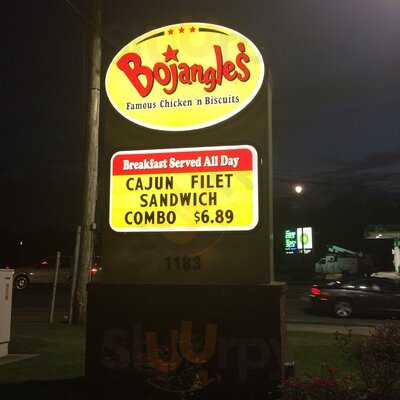 Bojangles'
Famous Chicken 'n Biscuits
Breakfast Served All Day
CAJUN FILET
SANDWICH
COMBO $6.89
1183
Slurrpy